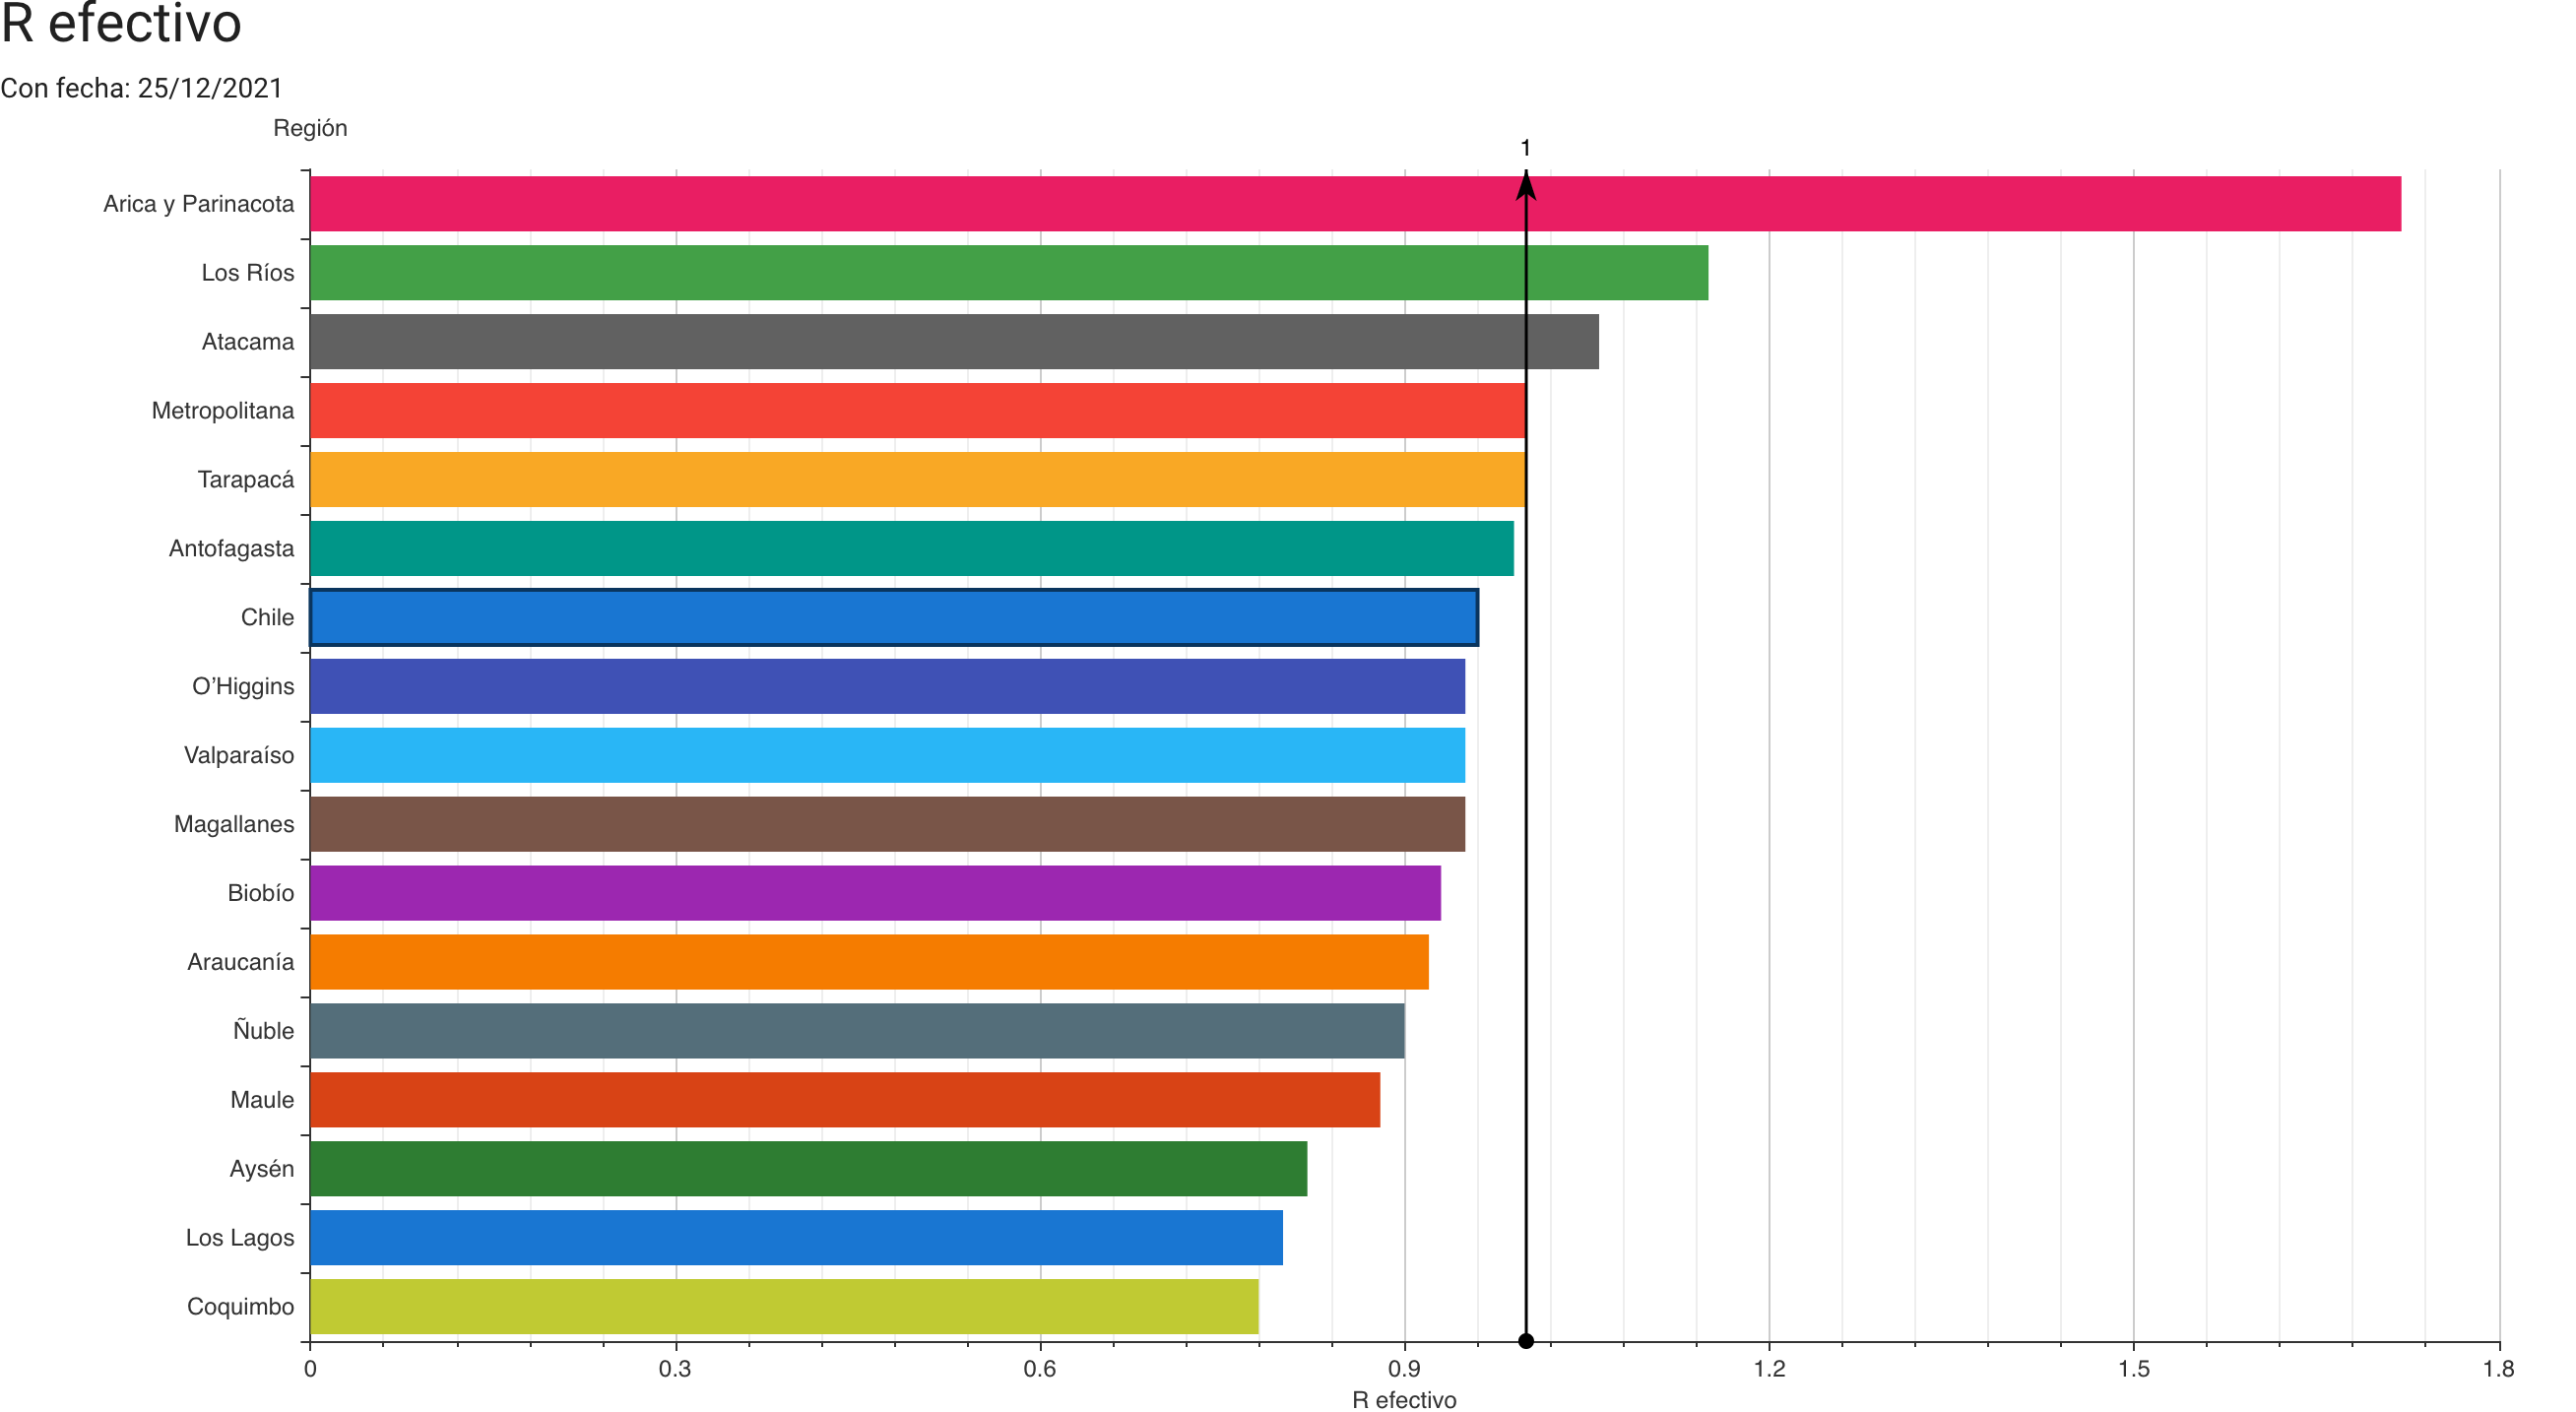 R efectivo
Con fecha: 25/12/2021
Región
1
Arica y Parinacota
Los Ríos
Atacama
Metropolitana
Tarapacá
Antofagasta
Chile
O’Higgins
Valparaíso
Magallanes
Biobío
Araucanía
Ñuble
Maule
Aysén
Los Lagos
Coquimbo
0 0.3 0.6 0.9 1.2 1.5 1.8
R efectivo